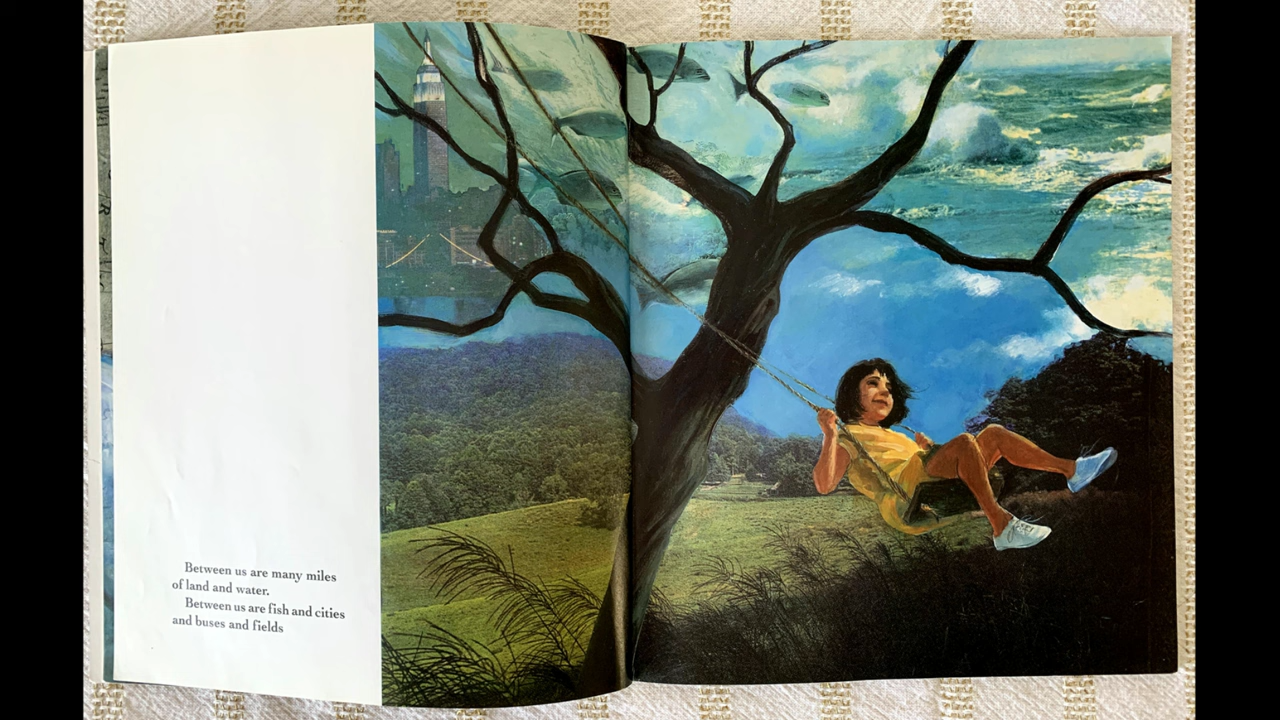 Between us are many miles
of land and water.
Between us are fish and cities
and buses and fields